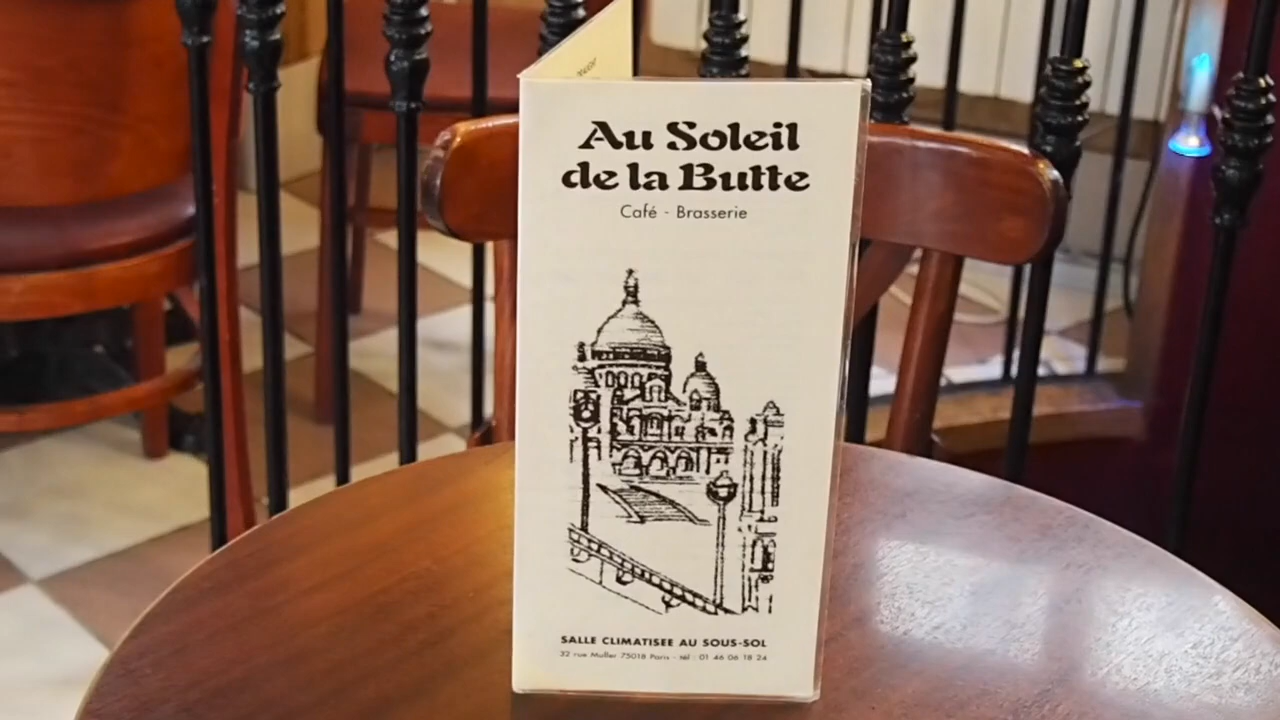 Au Soleil
de la Butte
Café - Brasserie
SALLE CLIMATISEE AU SOUS-SOL
32 rue Muller 75018 Paris - tél : 01 46 06 18 24